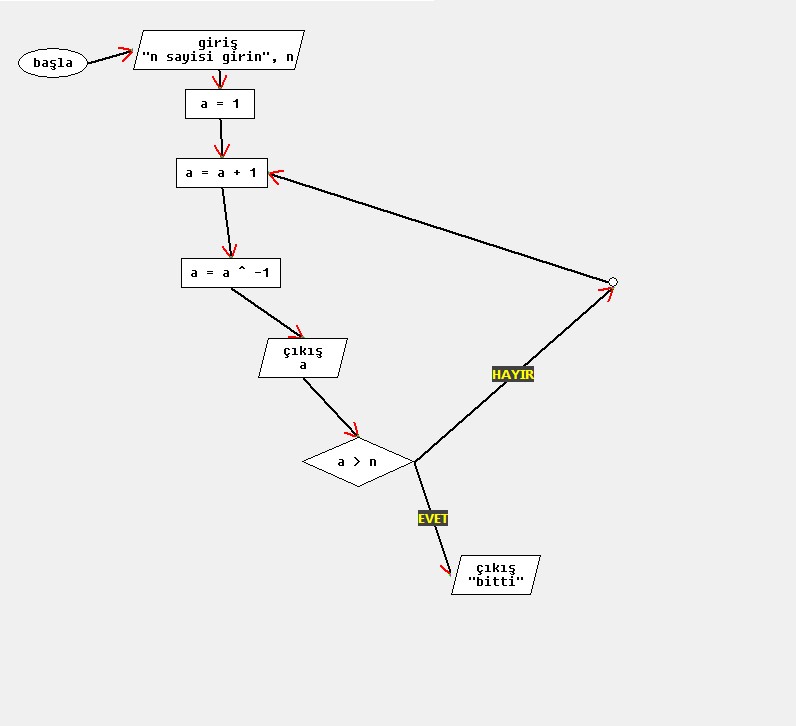 başla
giriş
"n sayisi girin", n
a = 1
a = a + 1
a = a ^ -1
çıkış
a
HAYIR
a > n
EVET
çıkış
"bitti"